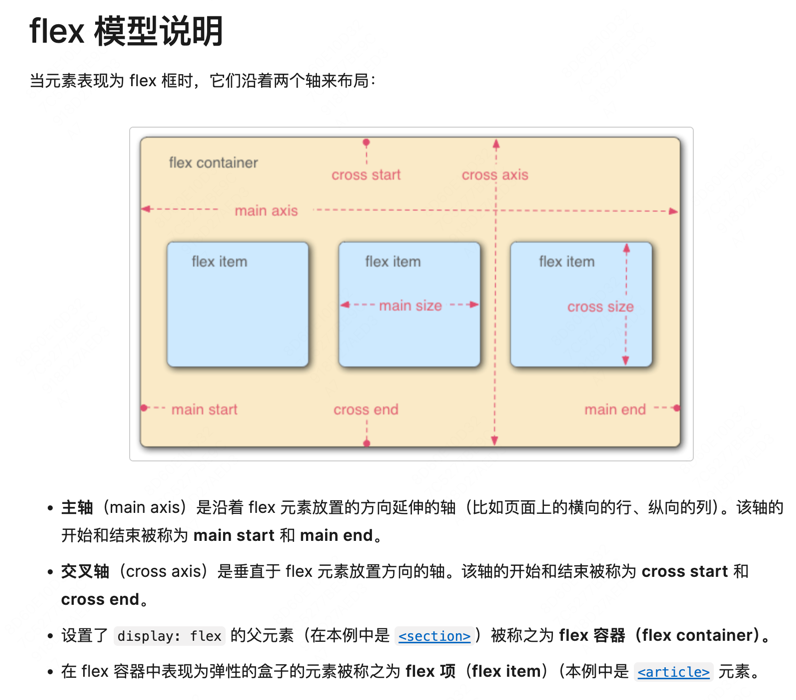 flex 模型说明
当元素表现为 flex 框时，它们沿着两个轴来布局：
flex container
cross start
cross axis
main axis
flex item
flex item
flex item
main size
cross size
main start
cross end
main end
• 主轴（main axis）是沿着 flex 元素放置的方向延伸的轴（比如页面上的横向的行、纵向的列）。该轴的
开始和结束被称为 main start 和 main end。
• 交叉轴（cross axis）是垂直于 flex 元素放置方向的轴。该轴的开始和结束被称为 cross start 和
cross end。
• 设置了 display: flex 的父元素（在本例中是 <section>）被称之为 flex 容器（flex container）。
• 在 flex 容器中表现为弹性的盒子的元素被称之为 flex 项（flex item）（本例中是 <article> 元素。